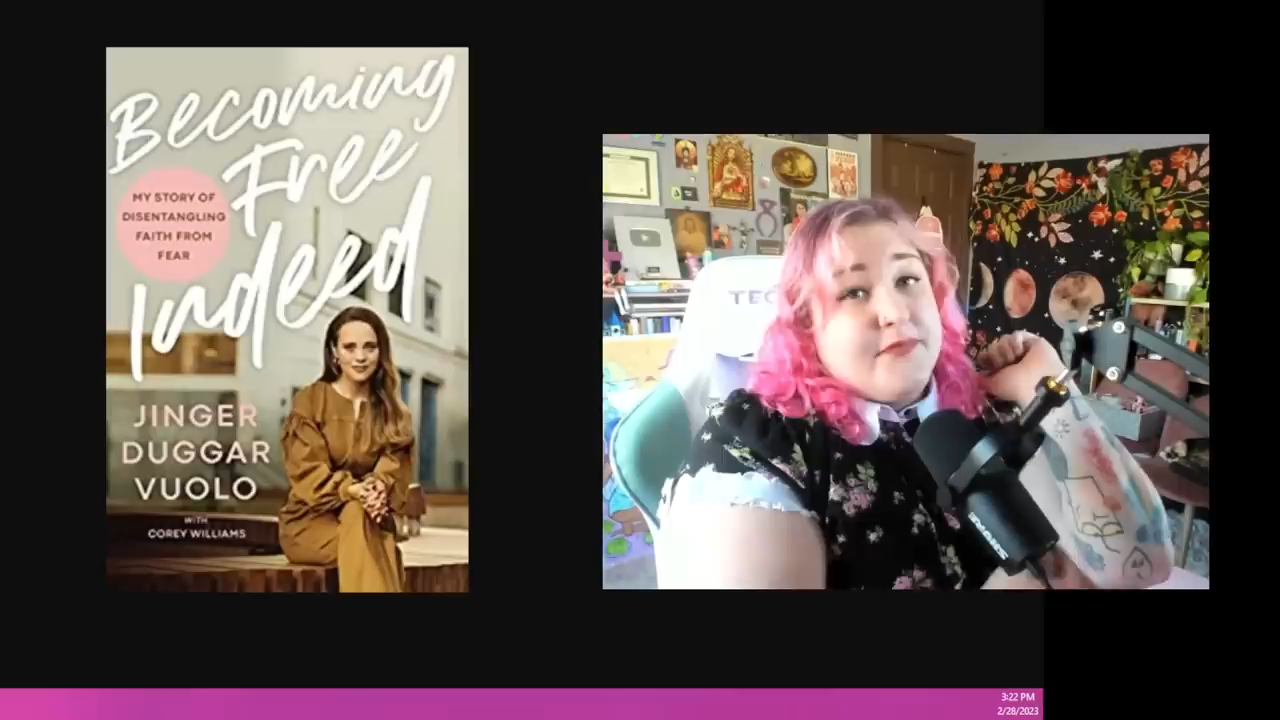 Becoming
Free
Indeed
MY STORY OF
DISENTANGLING
FAITH FROM
FEAR
JINGER
DUGGAR
VUOLO
WITH
COREY WILLIAMS
3:22 PM
2/28/2023